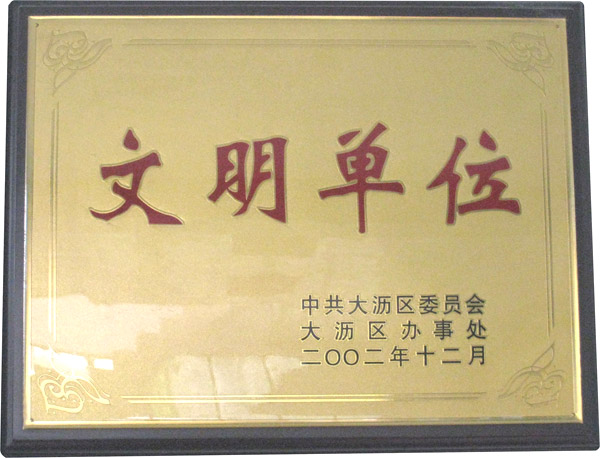 文明单位
中共大沥区委员会
大沥区办事处
二〇〇二年十二月